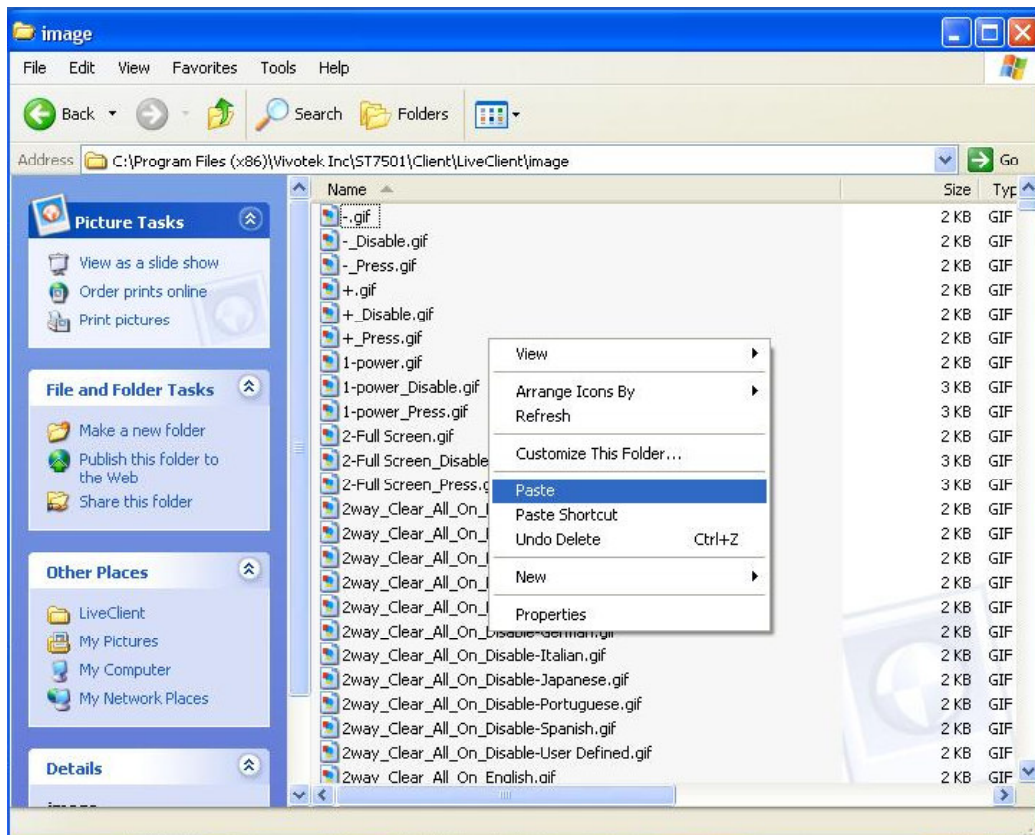 image
File Edit View Favorites Tools Help
Back Search Folders
Address C:\Program Files (x86)\Vivotek Inc\ST7501\Client\LiveClient\image Go
Picture Tasks
View as a slide show
Order prints online
Print pictures
File and Folder Tasks
Make a new folder
Publish this folder to
the Web
Share this folder
Other Places
LiveClient
My Pictures
My Computer
My Network Places
Details
Name Size Typ
-.gif 2 KB GIF
-_Disable.gif 2 KB GIF
-_Press.gif 2 KB GIF
+.gif 2 KB GIF
+_Disable.gif 2 KB GIF
+_Press.gif 2 KB GIF
1-power.gif 2 KB GIF
1-power_Disable.gif 3 KB GIF
1-power_Press.gif 3 KB GIF
2-Full Screen.gif 2 KB GIF
2-Full Screen_Disable 3 KB GIF
2-Full Screen_Press. 3 KB GIF
2way_Clear_All_On_ 2 KB GIF
2way_Clear_All_On_ 2 KB GIF
2way_Clear_All_On_ 2 KB GIF
2way_Clear_All_On_ 2 KB GIF
2way_Clear_All_On_ 2 KB GIF
2way_Clear_All_On_Disable-German.gif 2 KB GIF
2way_Clear_All_On_Disable-Italian.gif 2 KB GIF
2way_Clear_All_On_Disable-Japanese.gif 2 KB GIF
2way_Clear_All_On_Disable-Portuguese.gif 2 KB GIF
2way_Clear_All_On_Disable-Spanish.gif 2 KB GIF
2way_Clear_All_On_Disable-User Defined.gif 2 KB GIF
2way_Clear_All_On_English.gif 2 KB GIF
View
Arrange Icons By
Refresh
Customize This Folder...
Paste
Paste Shortcut
Undo Delete Ctrl+Z
New
Properties